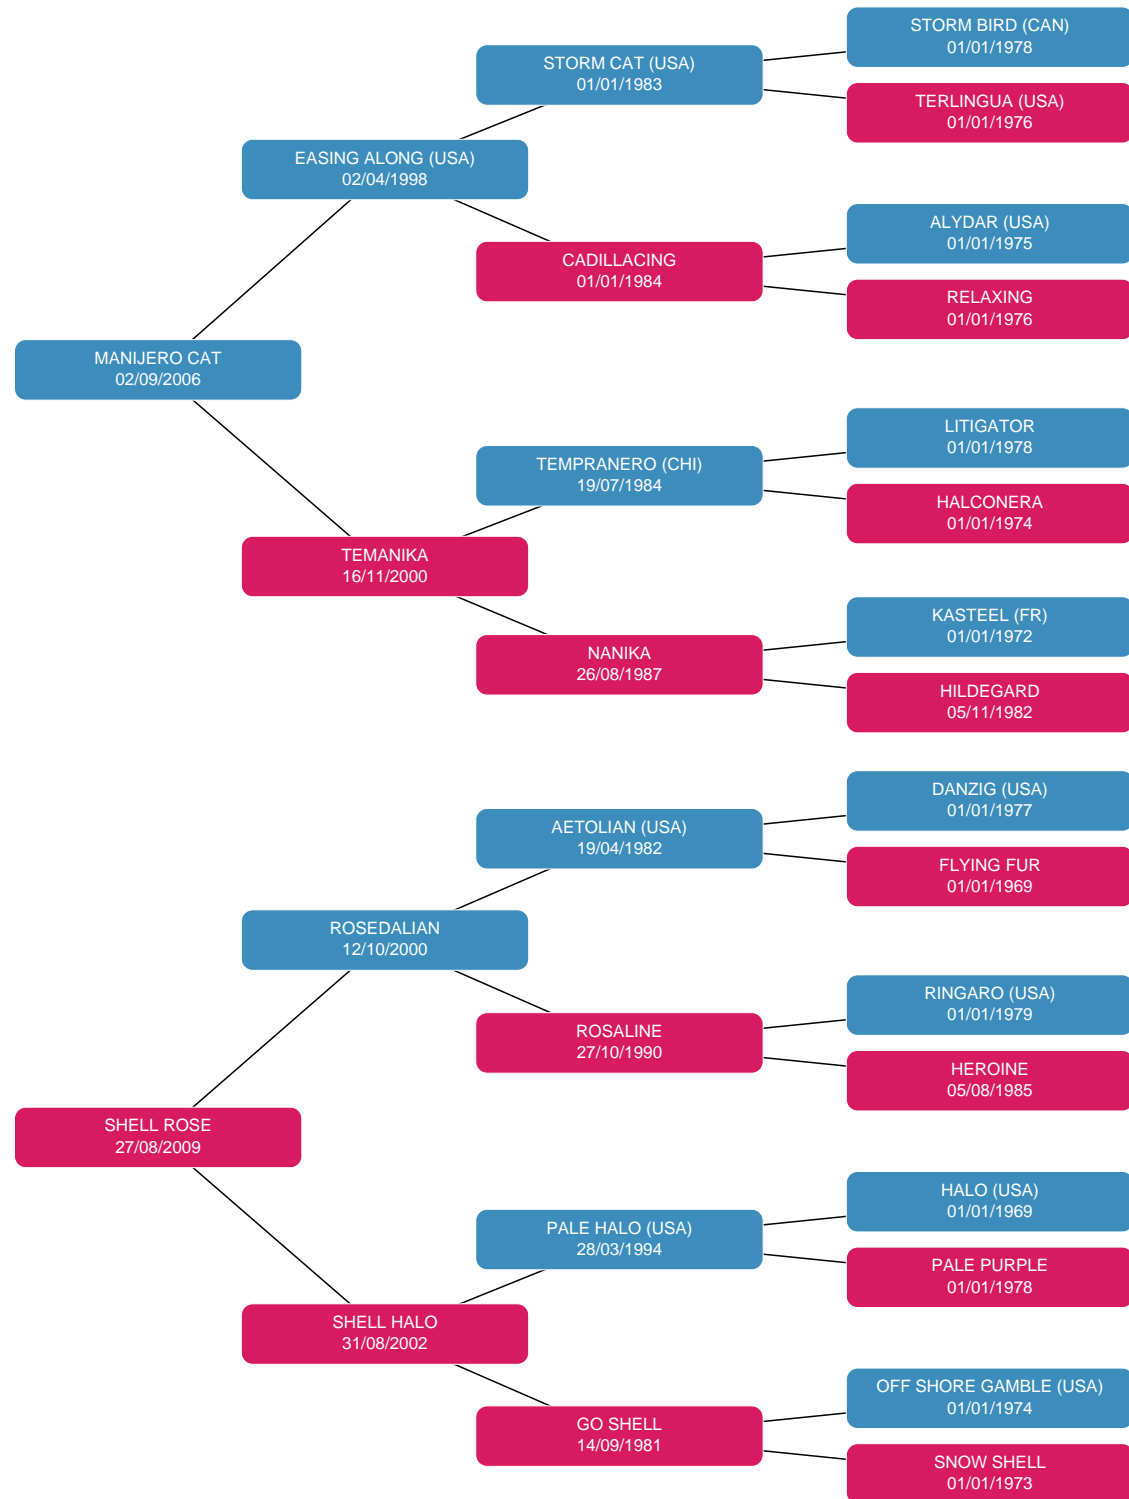 STORM BIRD (CAN)
01/01/1978
STORM CAT (USA)
01/01/1983
TERLINGUA (USA)
01/01/1976
EASING ALONG (USA)
02/04/1998
ALYDAR (USA)
01/01/1975
CADILLACING
01/01/1984
RELAXING
01/01/1976
MANIJERO CAT
02/09/2006
LITIGATOR
01/01/1978
TEMPRANERO (CHI)
19/07/1984
HALCONERA
01/01/1974
TEMANIKA
16/11/2000
KASTEEL (FR)
01/01/1972
NANIKA
26/08/1987
HILDEGARD
05/11/1982
DANZIG (USA)
01/01/1977
AETOLIAN (USA)
19/04/1982
FLYING FUR
01/01/1969
ROSEDALIAN
12/10/2000
RINGARO (USA)
01/01/1979
ROSALINE
27/10/1990
HEROINE
05/08/1985
SHELL ROSE
27/08/2009
HALO (USA)
01/01/1969
PALE HALO (USA)
28/03/1994
PALE PURPLE
01/01/1978
SHELL HALO
31/08/2002
OFF SHORE GAMBLE (USA)
01/01/1974
GO SHELL
14/09/1981
SNOW SHELL
01/01/1973